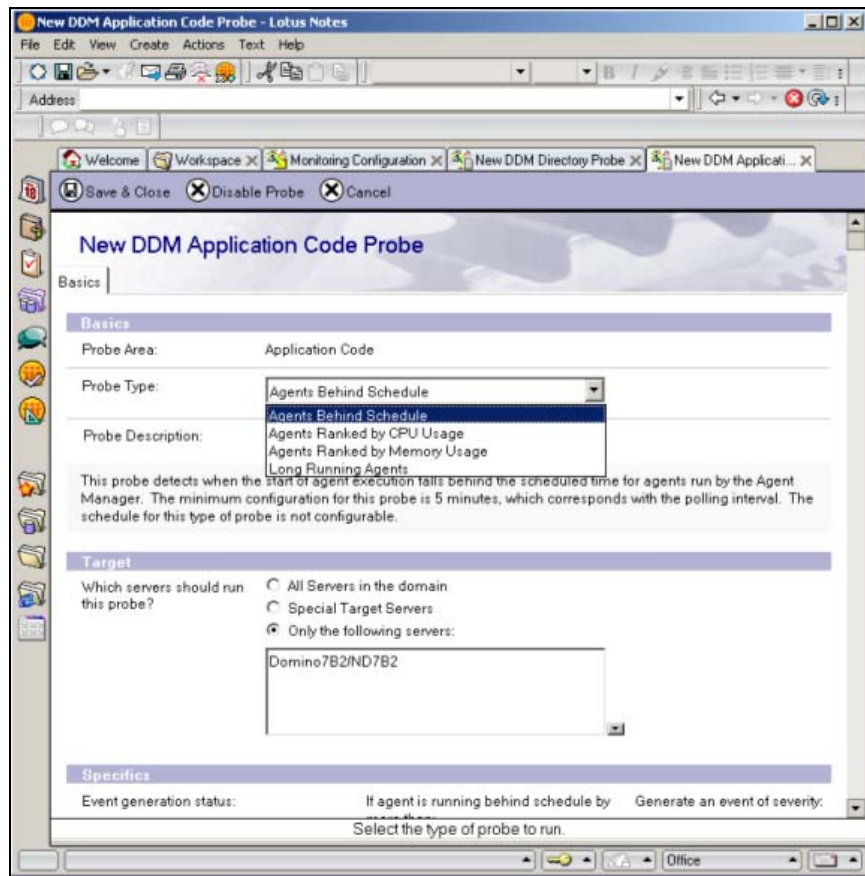 New DDM Application Code Probe - Lotus Notes
File Edit View Create Actions Text Help
Address
Welcome Workspace Monitoring Configuration New DDM Directory Probe New DDM Applicati...
Save & Close Disable Probe Cancel
New DDM Application Code Probe
Basics
Basics
Probe Area: Application Code
Probe Type: Agents Behind Schedule
Agents Behind Schedule
Agents Ranked by CPU Usage
Probe Description:
Agents Ranked by Memory Usage
Long Running Agents
This probe detects when the start of agent execution falls behind the scheduled time for agents run by the Agent
Manager. The minimum configuration for this probe is 5 minutes, which corresponds with the polling interval. The
schedule for this type of probe is not configurable.
Target
Which servers should run
this probe?
All Servers in the domain
Special Target Servers
Only the following servers:
Domino7B2/ND7B2
Specifics
Event generation status: If agent is running behind schedule by Generate an event of severity:
more than:
Select the type of probe to run.
Office